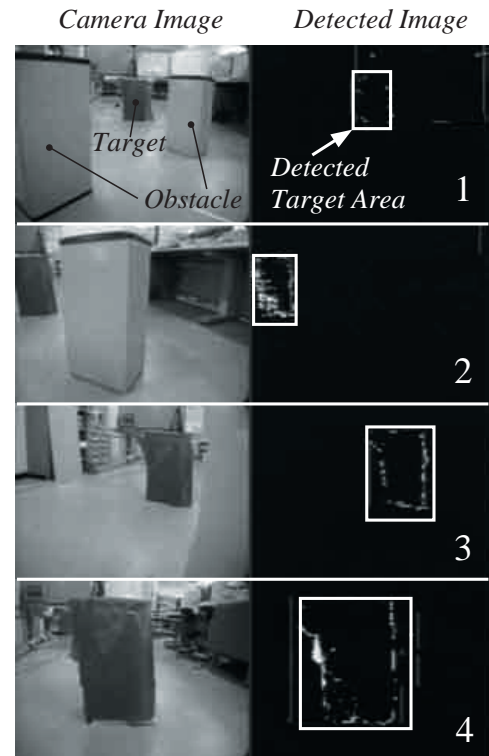 Camera Image Detected Image
Target
Obstacle
Detected
Target Area
1
2
3
4